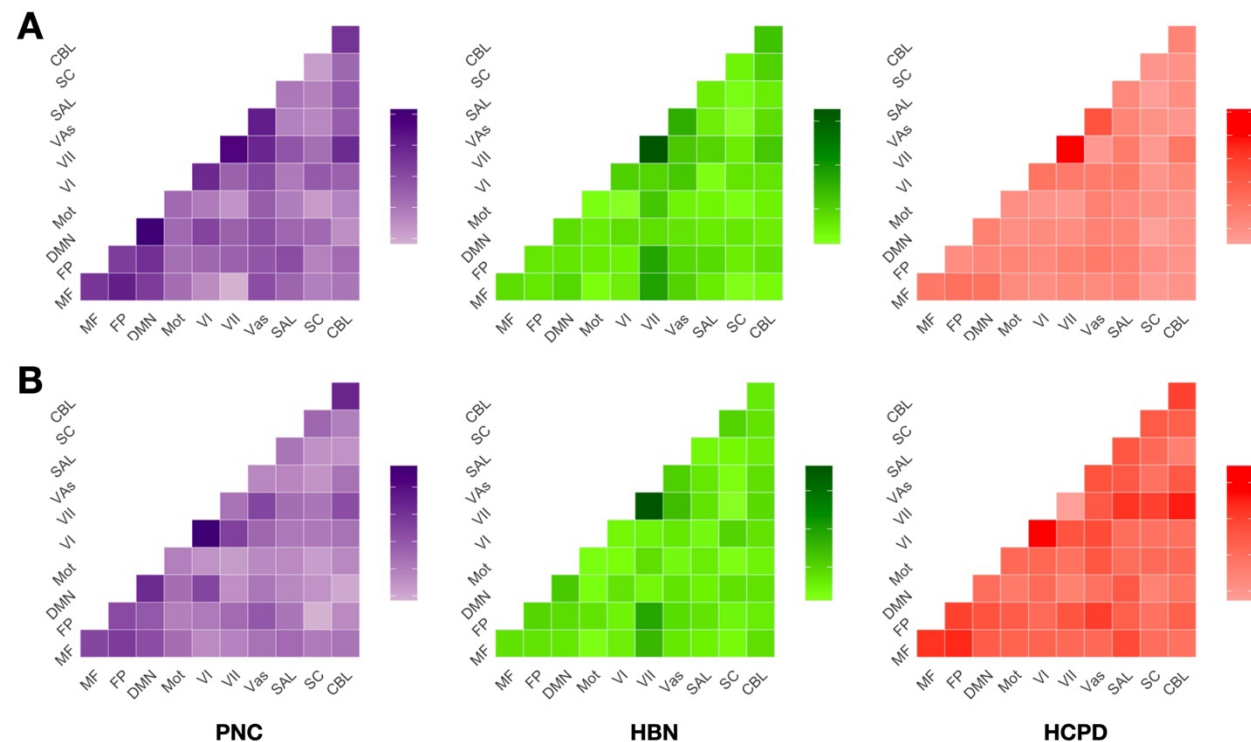 A
CBL
SC
SAL
VAs
VII
VI
Mot
DMN
FP
MF
MF FP DMN Mot VI VII Vas SAL SC CBL
CBL
SC
SAL
VAs
VII
VI
Mot
DMN
FP
MF
MF FP DMN Mot VI VII Vas SAL SC CBL
CBL
SC
SAL
VAs
VII
VI
Mot
DMN
FP
MF
MF FP DMN Mot VI VII Vas SAL SC CBL
B
CBL
SC
SAL
VAs
VII
VI
Mot
DMN
FP
MF
MF FP DMN Mot VI VII Vas SAL SC CBL
CBL
SC
SAL
VAs
VII
VI
Mot
DMN
FP
MF
MF FP DMN Mot VI VII Vas SAL SC CBL
CBL
SC
SAL
VAs
VII
VI
Mot
DMN
FP
MF
MF FP DMN Mot VI VII Vas SAL SC CBL
PNC HBN HCPD